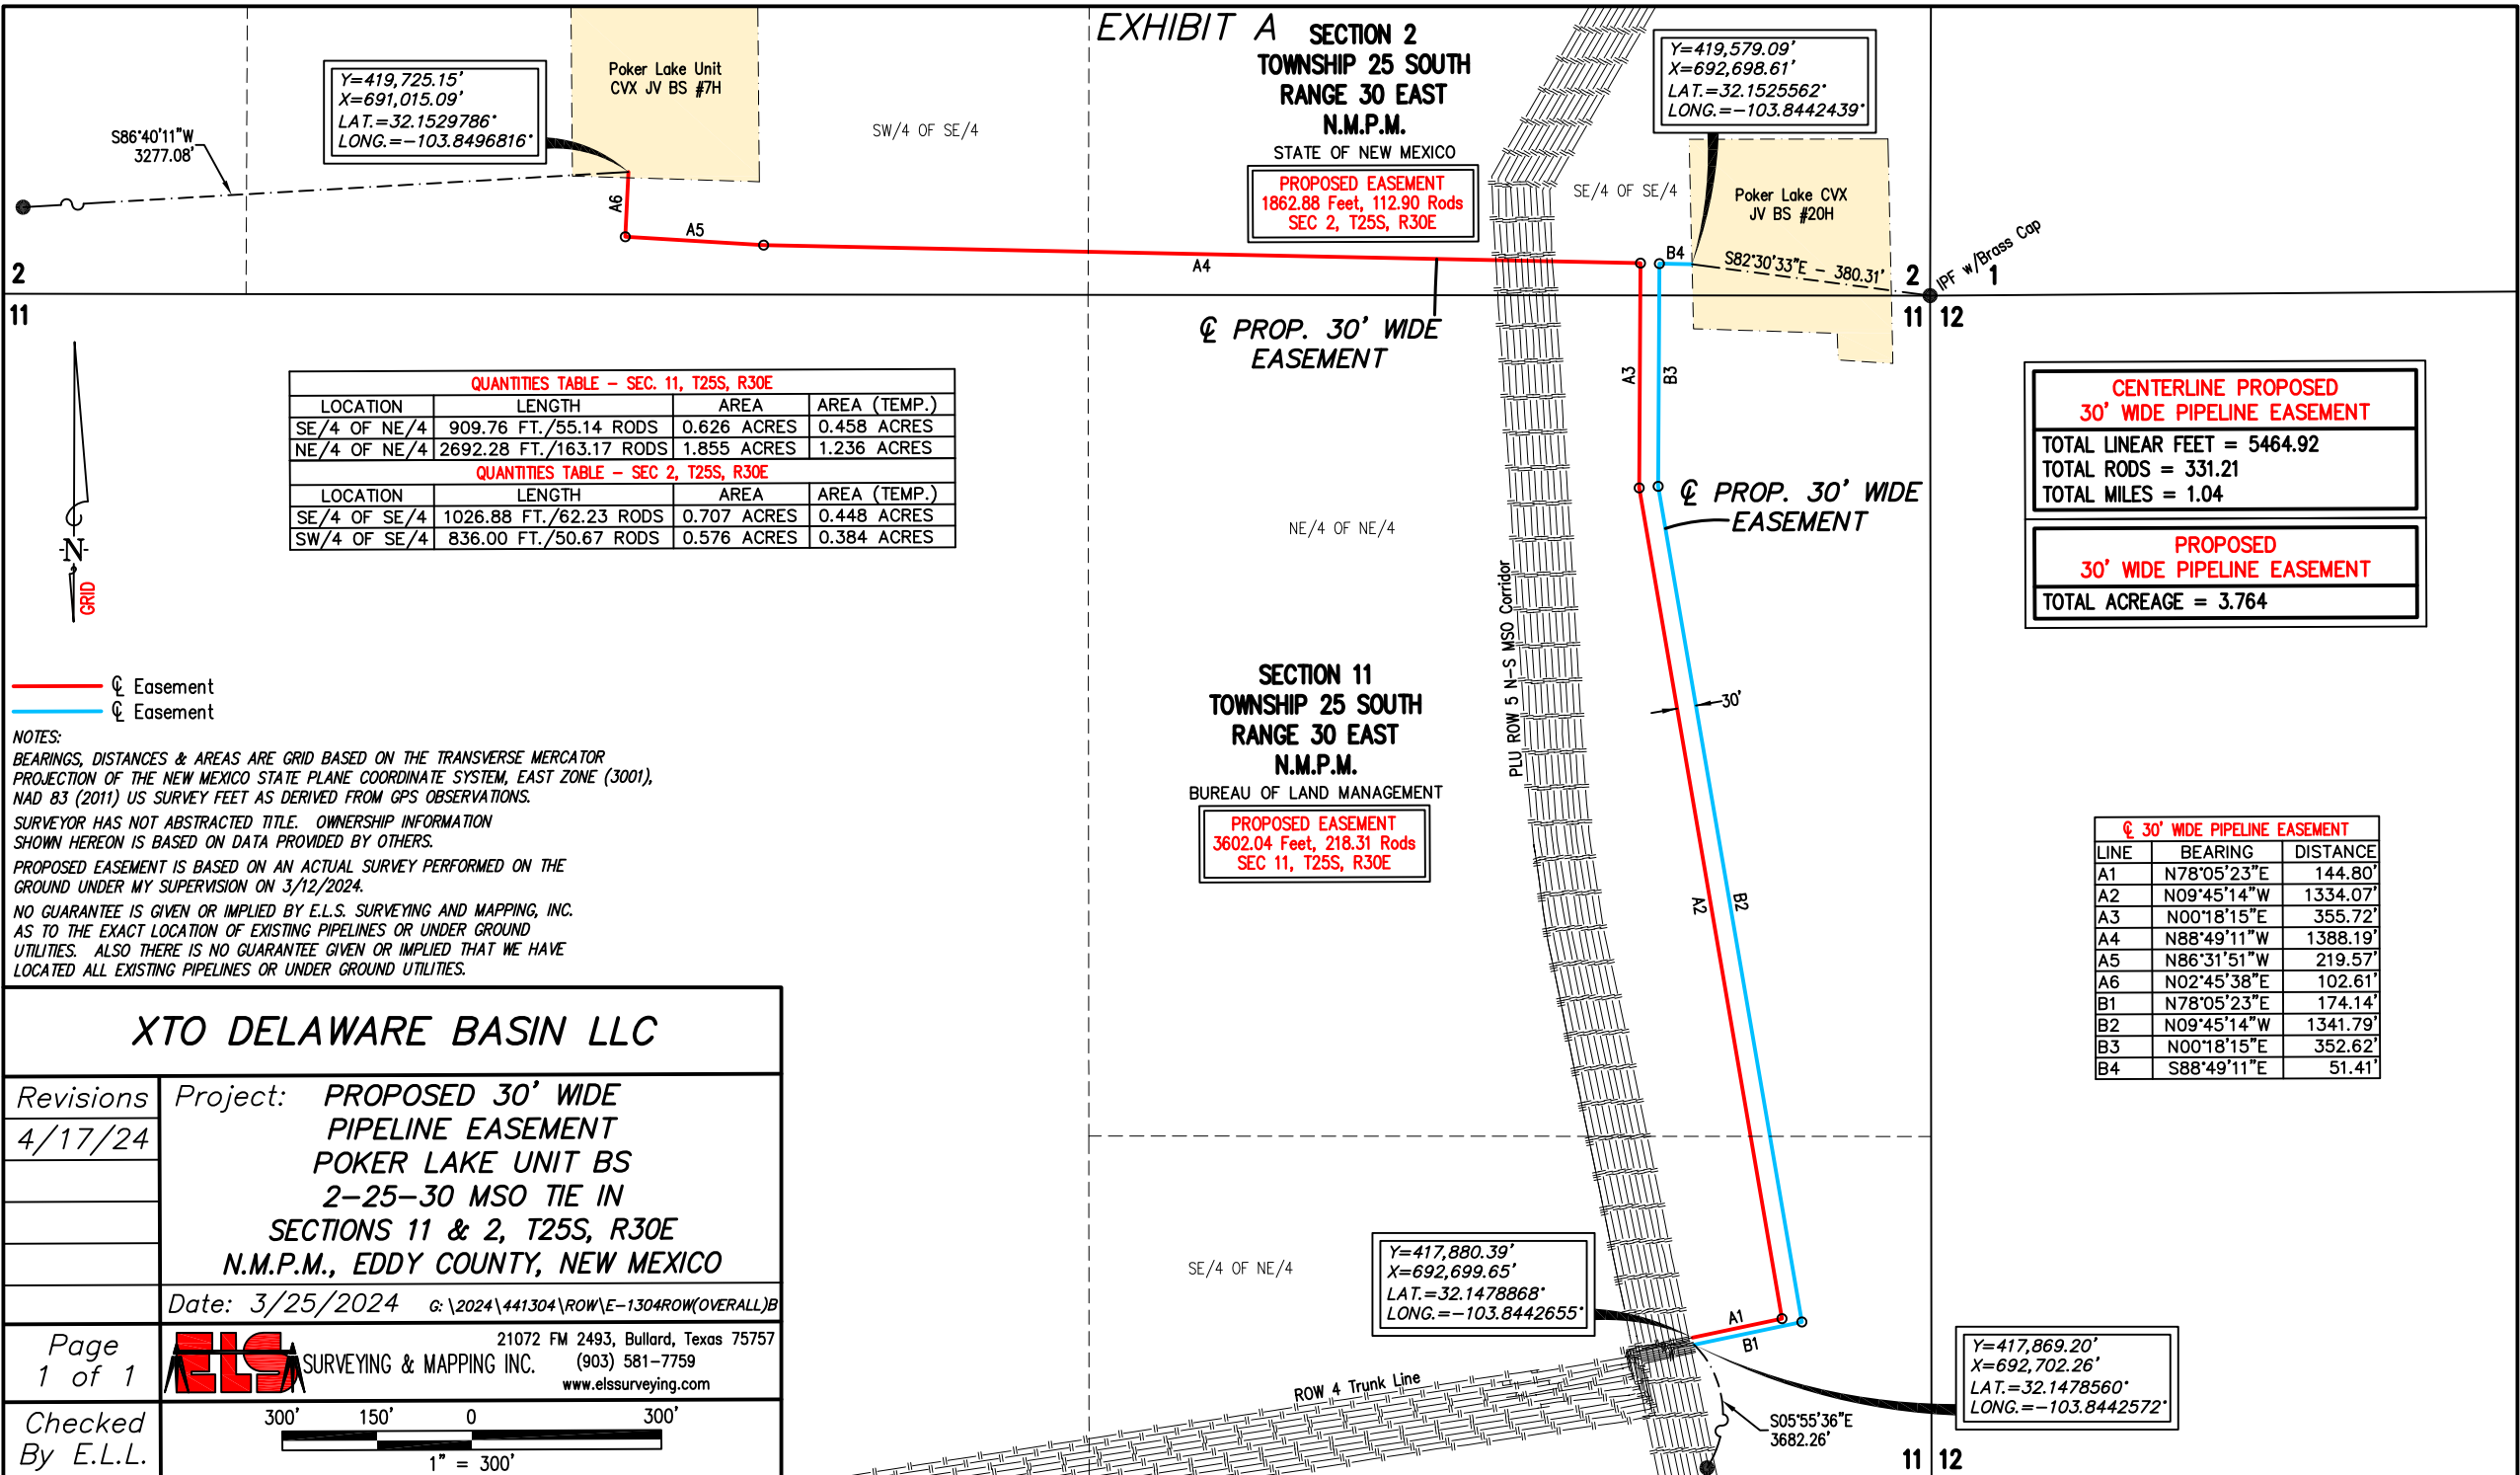 EXHIBIT A
SECTION 2
TOWNSHIP 25 SOUTH
RANGE 30 EAST
N.M.P.M.
STATE OF NEW MEXICO
PROPOSED EASEMENT
1862.88 Feet, 112.90 Rods
SEC 2, T25S, R30E
Y=419,725.15'
X=691,015.09'
LAT.=32.1529786°
LONG.=-103.8496816°
Poker Lake Unit
CVX JV BS #7H
S86°40'11"W
3277.08'
SW/4 OF SE/4
Y=419,579.09'
X=692,698.61'
LAT.=32.1525562°
LONG.=-103.8442439°
SE/4 OF SE/4
Poker Lake CVX
JV BS #20H
S82°30'33"E - 380.31'
IPF w/Brass Cap
A6
A5
A4
B4
2
11
2
1
11
12
℄ PROP. 30' WIDE
EASEMENT
A3
B3
QUANTITIES TABLE - SEC. 11, T25S, R30E
LOCATION LENGTH AREA AREA (TEMP.)
SE/4 OF NE/4 909.76 FT./55.14 RODS 0.626 ACRES 0.458 ACRES
NE/4 OF NE/4 2692.28 FT./163.17 RODS 1.855 ACRES 1.236 ACRES
QUANTITIES TABLE - SEC 2, T25S, R30E
LOCATION LENGTH AREA AREA (TEMP.)
SE/4 OF SE/4 1026.88 FT./62.23 RODS 0.707 ACRES 0.448 ACRES
SW/4 OF SE/4 836.00 FT./50.67 RODS 0.576 ACRES 0.384 ACRES
CENTERLINE PROPOSED
30' WIDE PIPELINE EASEMENT
TOTAL LINEAR FEET = 5464.92
TOTAL RODS = 331.21
TOTAL MILES = 1.04
PROPOSED
30' WIDE PIPELINE EASEMENT
TOTAL ACREAGE = 3.764
N
GRID
℄ PROP. 30' WIDE
EASEMENT
NE/4 OF NE/4
PLU ROW 5 N-S MSO Corridor
℄ Easement
℄ Easement
SECTION 11
TOWNSHIP 25 SOUTH
RANGE 30 EAST
N.M.P.M.
BUREAU OF LAND MANAGEMENT
PROPOSED EASEMENT
3602.04 Feet, 218.31 Rods
SEC 11, T25S, R30E
30'
A2
B2
NOTES:
BEARINGS, DISTANCES & AREAS ARE GRID BASED ON THE TRANSVERSE MERCATOR
PROJECTION OF THE NEW MEXICO STATE PLANE COORDINATE SYSTEM, EAST ZONE (3001),
NAD 83 (2011) US SURVEY FEET AS DERIVED FROM GPS OBSERVATIONS.
SURVEYOR HAS NOT ABSTRACTED TITLE. OWNERSHIP INFORMATION
SHOWN HEREON IS BASED ON DATA PROVIDED BY OTHERS.
PROPOSED EASEMENT IS BASED ON AN ACTUAL SURVEY PERFORMED ON THE
GROUND UNDER MY SUPERVISION ON 3/12/2024.
NO GUARANTEE IS GIVEN OR IMPLIED BY E.L.S. SURVEYING AND MAPPING, INC.
AS TO THE EXACT LOCATION OF EXISTING PIPELINES OR UNDER GROUND
UTILITIES. ALSO THERE IS NO GUARANTEE GIVEN OR IMPLIED THAT WE HAVE
LOCATED ALL EXISTING PIPELINES OR UNDER GROUND UTILITIES.
℄ 30' WIDE PIPELINE EASEMENT
LINE BEARING DISTANCE
A1 N78°05'23"E 144.80'
A2 N09°45'14"W 1334.07'
A3 N00°18'15"E 355.72'
A4 N88°49'11"W 1388.19'
A5 N86°31'51"W 219.57'
A6 N02°45'38"E 102.61'
B1 N78°05'23"E 174.14'
B2 N09°45'14"W 1341.79'
B3 N00°18'15"E 352.62'
B4 S88°49'11"E 51.41'
XTO DELAWARE BASIN LLC
Revisions
4/17/24
Project: PROPOSED 30' WIDE
PIPELINE EASEMENT
POKER LAKE UNIT BS
2-25-30 MSO TIE IN
SECTIONS 11 & 2, T25S, R30E
N.M.P.M., EDDY COUNTY, NEW MEXICO
Date: 3/25/2024 G:\2024\441304\ROW\E-1304ROW(OVERALL)B
Page
1 of 1
ELS
SURVEYING & MAPPING INC.
21072 FM 2493, Bullard, Texas 75757
(903) 581-7759
www.elssurveying.com
Checked
By E.L.L.
300' 150' 0 300'
1" = 300'
SE/4 OF NE/4
Y=417,880.39'
X=692,699.65'
LAT.=32.1478868°
LONG.=-103.8442655°
A1
B1
ROW 4 Trunk Line
Y=417,869.20'
X=692,702.26'
LAT.=32.1478560°
LONG.=-103.8442572°
S05°55'36"E
3682.26'
11
12